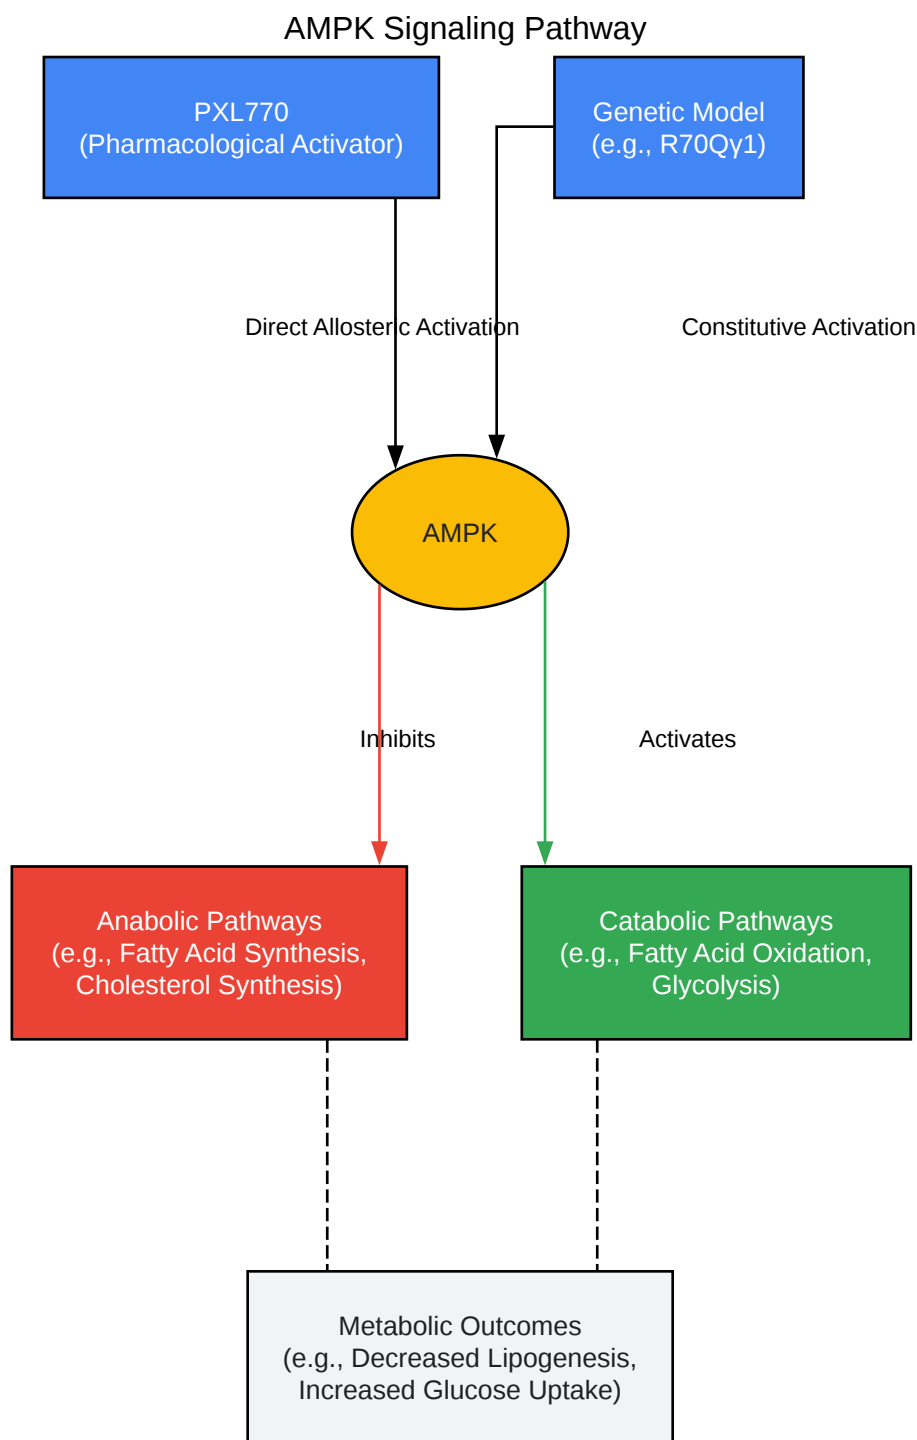 AMPK Signaling Pathway
PXL770
(Pharmacological Activator)
Genetic Model
(e.g., R70Qγ1)
Direct Allosteric Activation
Constitutive Activation
AMPK
Inhibits
Activates
Anabolic Pathways
(e.g., Fatty Acid Synthesis,
Cholesterol Synthesis)
Catabolic Pathways
(e.g., Fatty Acid Oxidation,
Glycolysis)
Metabolic Outcomes
(e.g., Decreased Lipogenesis,
Increased Glucose Uptake)